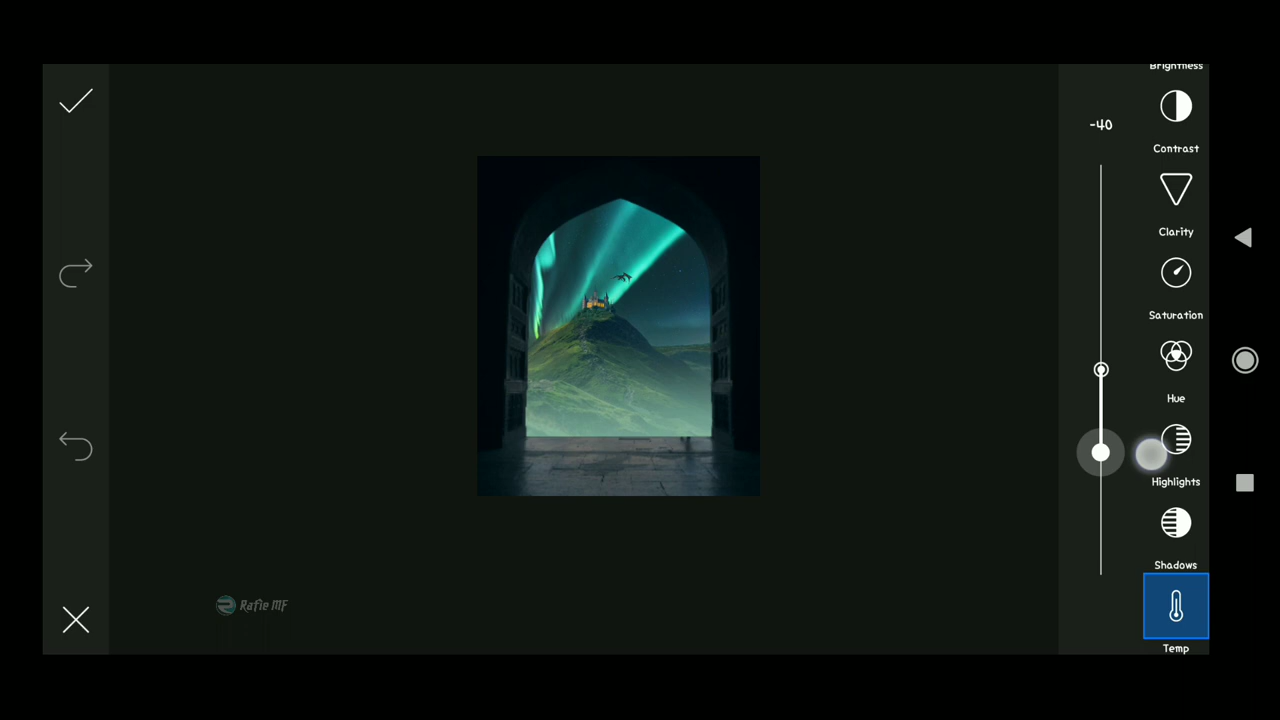 Brightness
-40
Contrast
Clarity
Saturation
Hue
Highlights
Shadows
Temp
Rafie MF